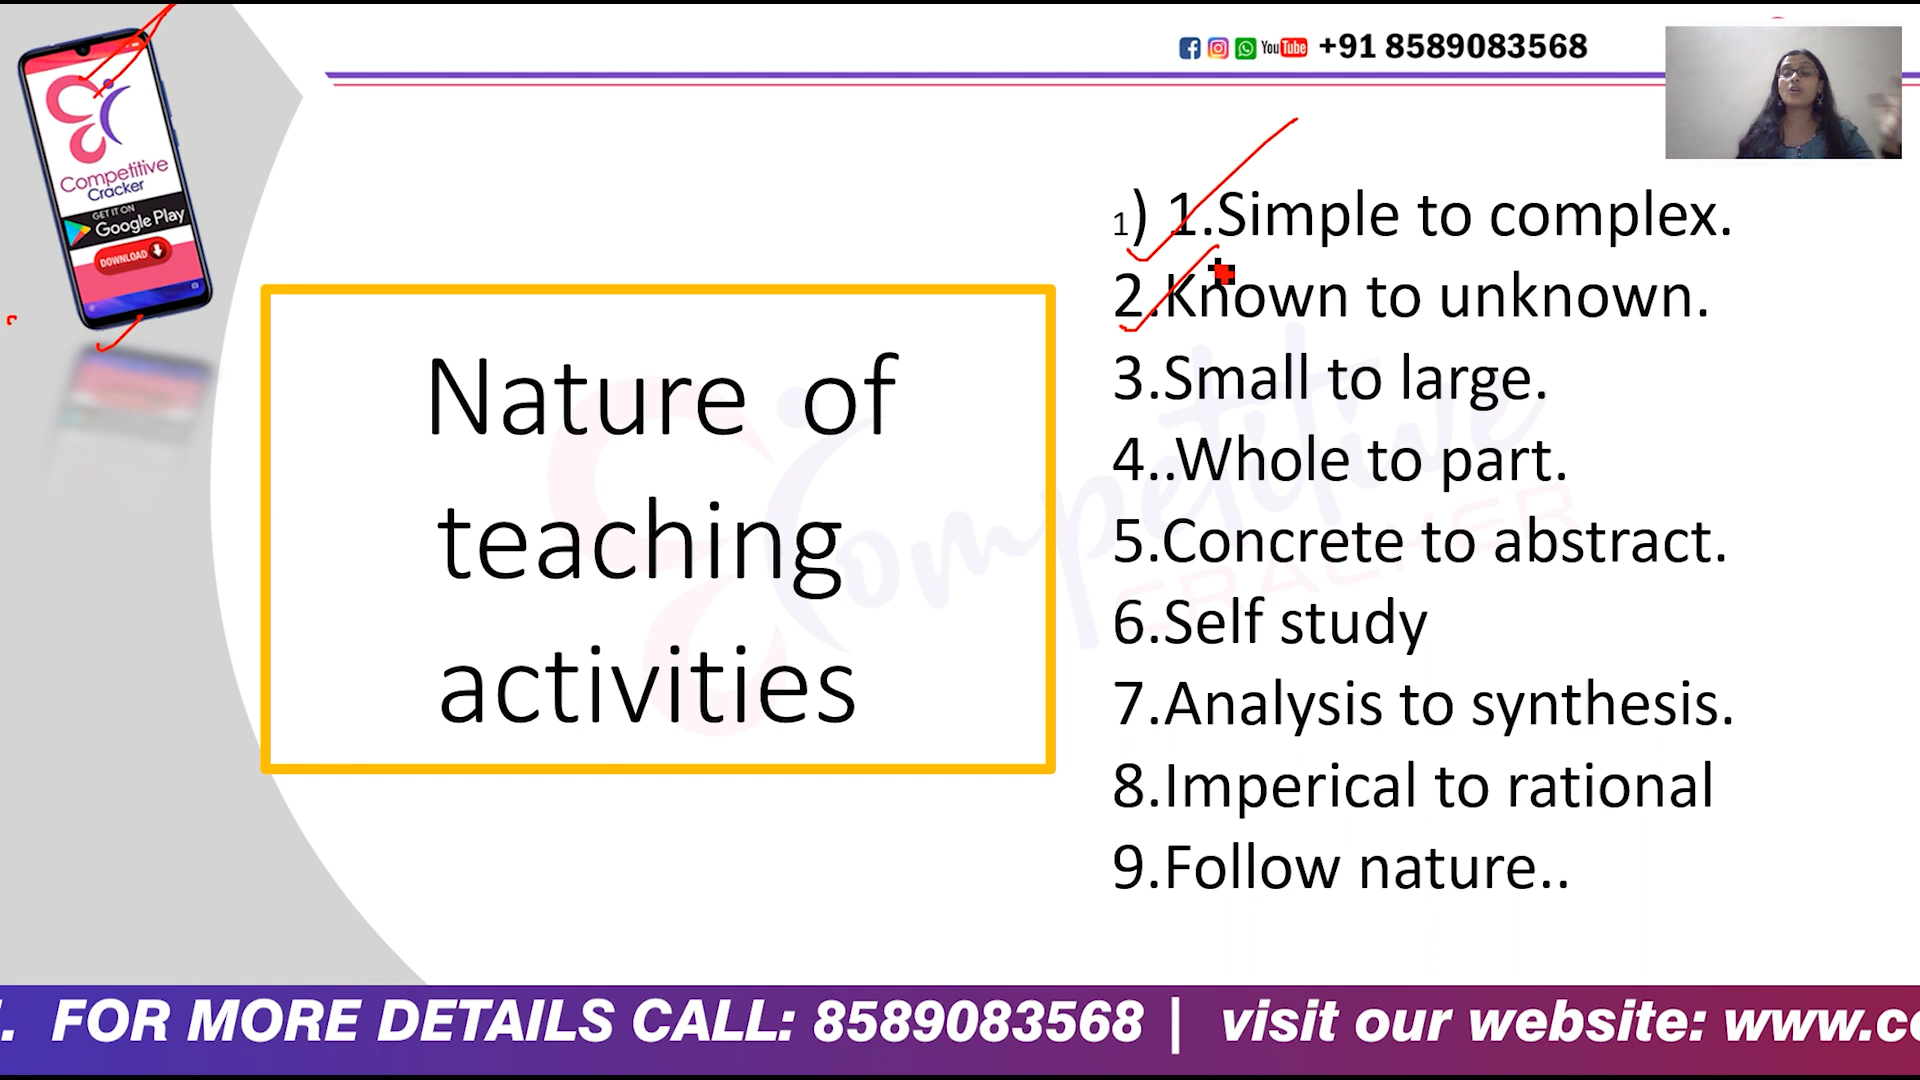 YouTube +91 8589083568
Competitive
Cracker
GET IT ON
Google Play
DOWNLOAD
Nature of
teaching
activities
1) 1.Simple to complex.
2.Known to unknown.
3.Small to large.
4..Whole to part.
5.Concrete to abstract.
6.Self study
7.Analysis to synthesis.
8.Imperical to rational
9.Follow nature..
Competitive
CRACKER
. FOR MORE DETAILS CALL: 8589083568 | visit our website: www.c